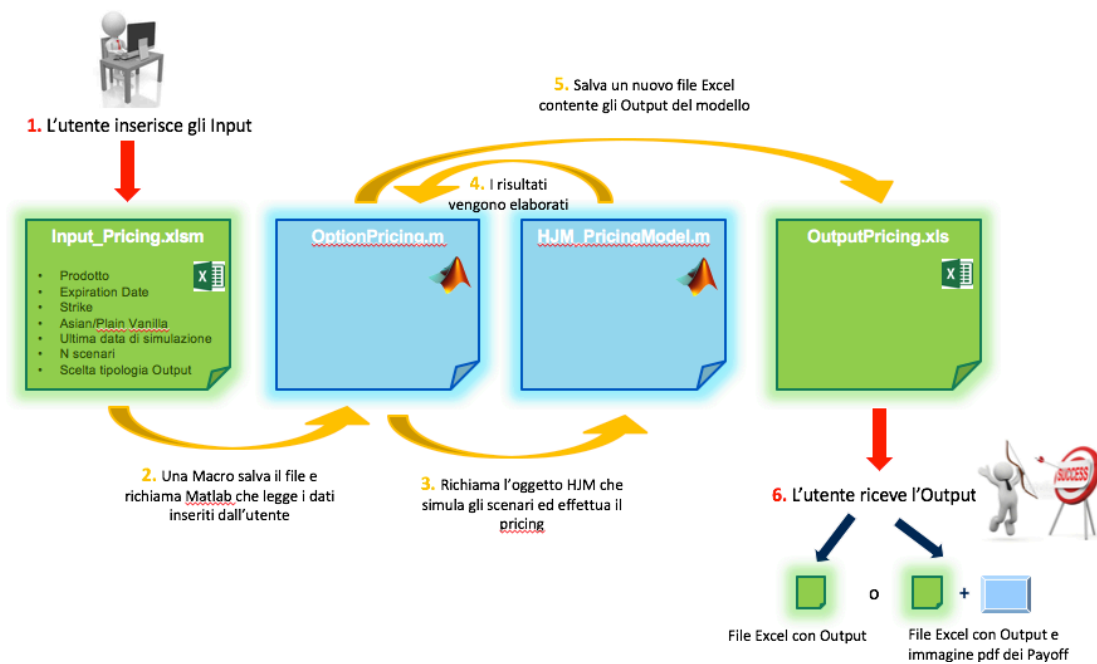 1. L'utente inserisce gli Input
5. Salva un nuovo file Excel
contente gli Output del modello
4. I risultati
vengono elaborati
Input_Pricing.xlsm
• Prodotto
• Expiration Date
• Strike
• Asian/Plain Vanilla
• Ultima data di simulazione
• N scenari
• Scelta tipologia Output
X
OptionPricing.m
HJM_PricingModel.m
OutputPricing.xls
X
2. Una Macro salva il file e
richiama Matlab che legge i dati
inseriti dall'utente
3. Richiama l'oggetto HJM che
simula gli scenari ed effettua il
pricing
SUCCESS
6. L'utente riceve l'Output
o
+
File Excel con Output
File Excel con Output e
immagine pdf dei Payoff